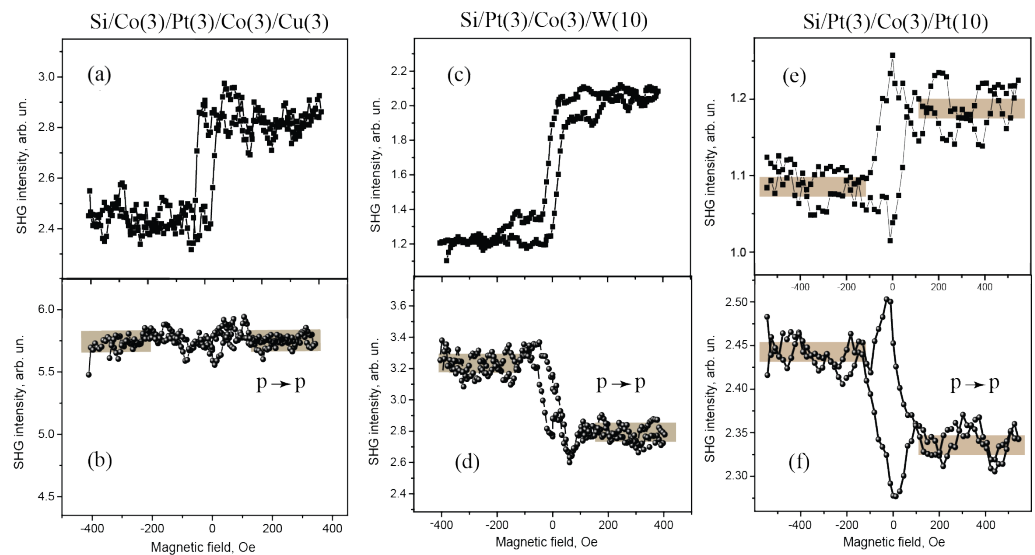 Si/Co(3)/Pt(3)/Co(3)/Cu(3)
Si/Pt(3)/Co(3)/W(10)
Si/Pt(3)/Co(3)/Pt(10)
(a)
SHG intensity, arb. un.
3.0
2.8
2.6
2.4
(c)
SHG intensity, arb. un.
2.2
2.0
1.8
1.6
1.4
1.2
(e)
SHG intensity, arb. un.
1.2
1.1
1.0
-400 -200 0 200 400
(b)
p → p
SHG intensity, arb. un.
6.0
5.5
5.0
4.5
-400 -200 0 200 400
Magnetic field, Oe
(d)
p → p
SHG intensity, arb. un.
3.6
3.4
3.2
3.0
2.8
2.6
2.4
-400 -200 0 200 400
Magnetic field, Oe
(f)
p → p
SHG intensity, arb. un.
2.50
2.45
2.40
2.35
2.30
-400 -200 0 200 400
Magnetic field, Oe